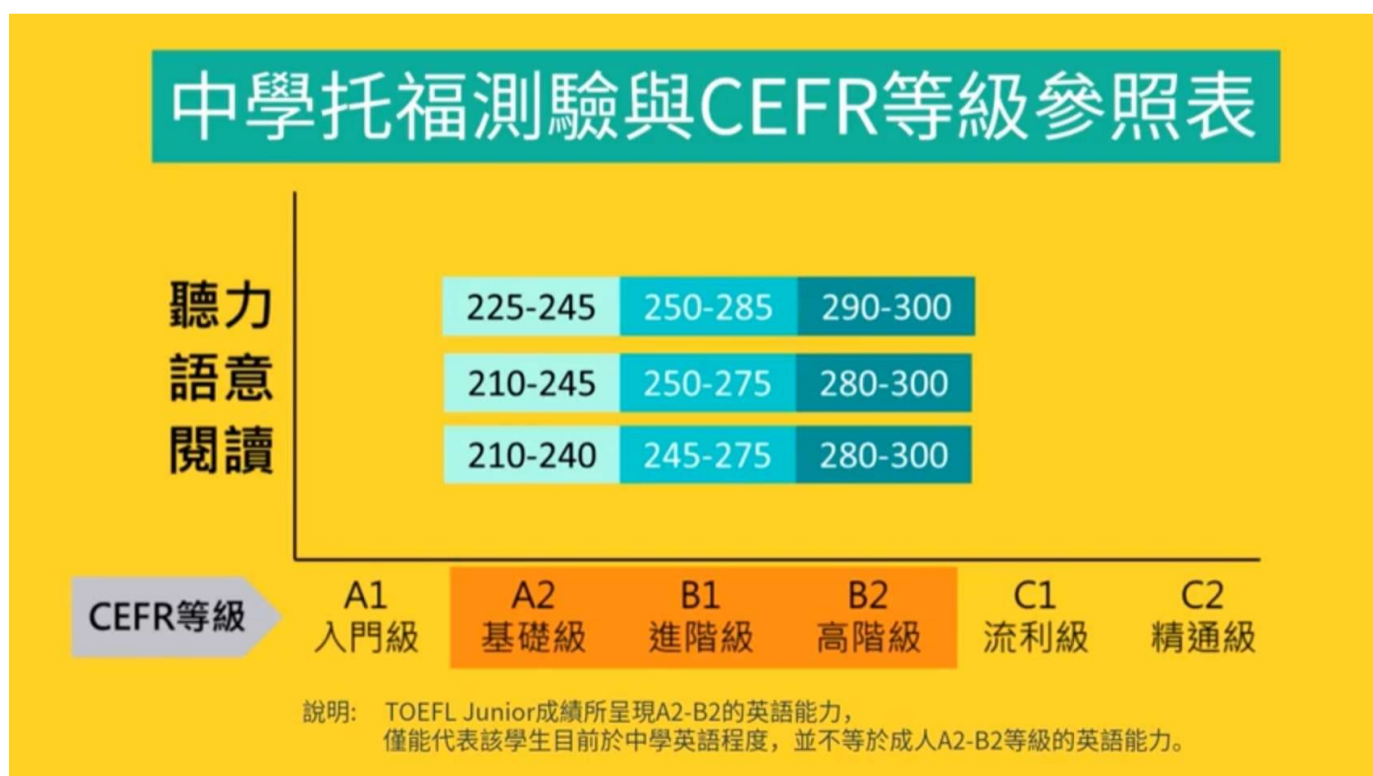 中學托福測驗與CEFR等級參照表
聽力 225-245 250-285 290-300
語意 210-245 250-275 280-300
閱讀 210-240 245-275 280-300
CEFR等級
A1 A2 B1 B2 C1 C2
入門級 基礎級 進階級 高階級 流利級 精通級
說明: TOEFL Junior成績所呈現A2-B2的英語能力，
僅能代表該學生目前於中學英語程度，並不等於成人A2-B2等級的英語能力。